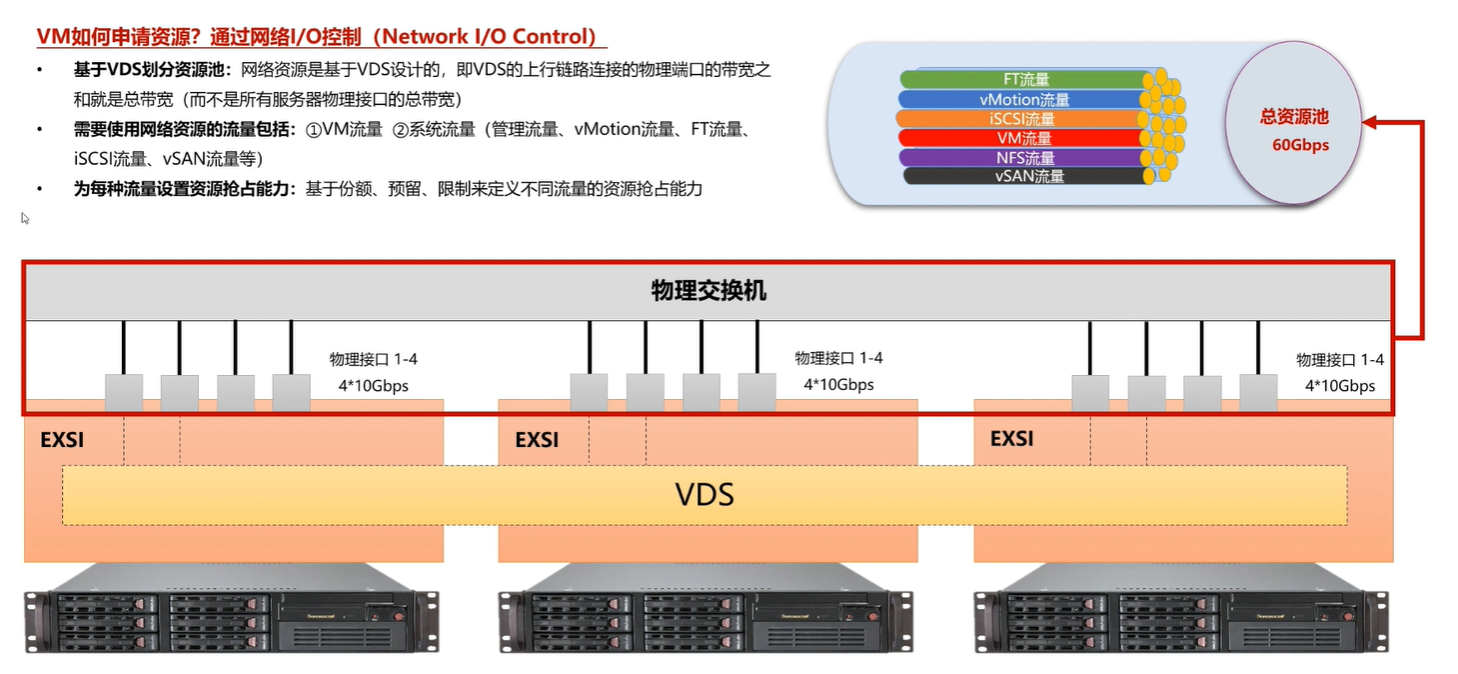 VM如何申请资源？通过网络I/O控制（Network I/O Control）
• 基于VDS划分资源池：网络资源是基于VDS设计的，即VDS的上行链路连接的物理端口的带宽之
和就是总带宽（而不是所有服务器物理接口的总带宽）
• 需要使用网络资源的流量包括：①VM流量 ②系统流量（管理流量、vMotion流量、FT流量、
iSCSI流量、vSAN流量等）
• 为每种流量设置资源抢占能力：基于份额、预留、限制来定义不同流量的资源抢占能力
FT流量
vMotion流量
iSCSI流量
VM流量
NFS流量
vSAN流量
总资源池
60Gbps
物理交换机
物理接口 1-4
4*10Gbps
物理接口 1-4
4*10Gbps
物理接口 1-4
4*10Gbps
EXSI
EXSI
EXSI
VDS